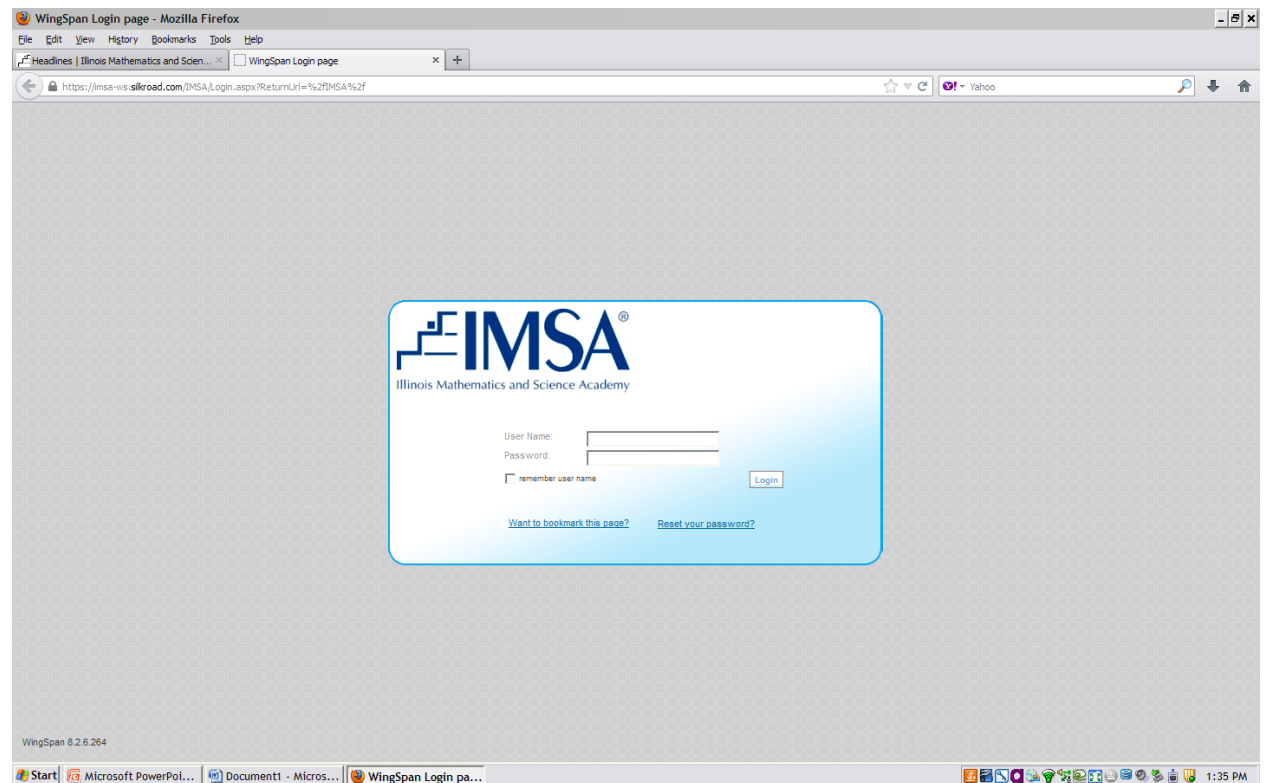 WingSpan Login page - Mozilla Firefox
File Edit View History Bookmarks Tools Help
Headlines | Illinois Mathematics and Scien... × WingSpan Login page × +
https://imsa-ws.silkroad.com/IMSA/Login.aspx?ReturnUrl=%2fIMSA%2f Yahoo
IMSA®
Illinois Mathematics and Science Academy
User Name:
Password:
remember user name Login
Want to bookmark this page? Reset your password?
WingSpan 8.2.6.264
Start Microsoft PowerPoi... Document1 - Micros... WingSpan Login pa... 1:35 PM